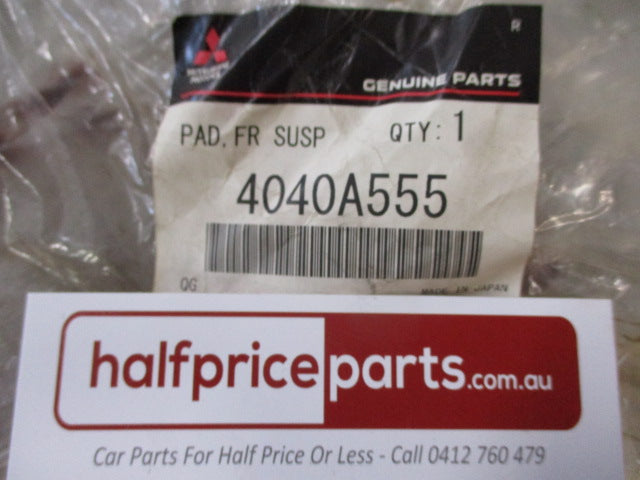 R
GENUINE PARTS
PAD, FR SUSP QTY: 1
4040A555
QG
MADE IN JAPAN
halfpriceparts.com.au
Car Parts For Half Price Or Less - Call 0412 760 479